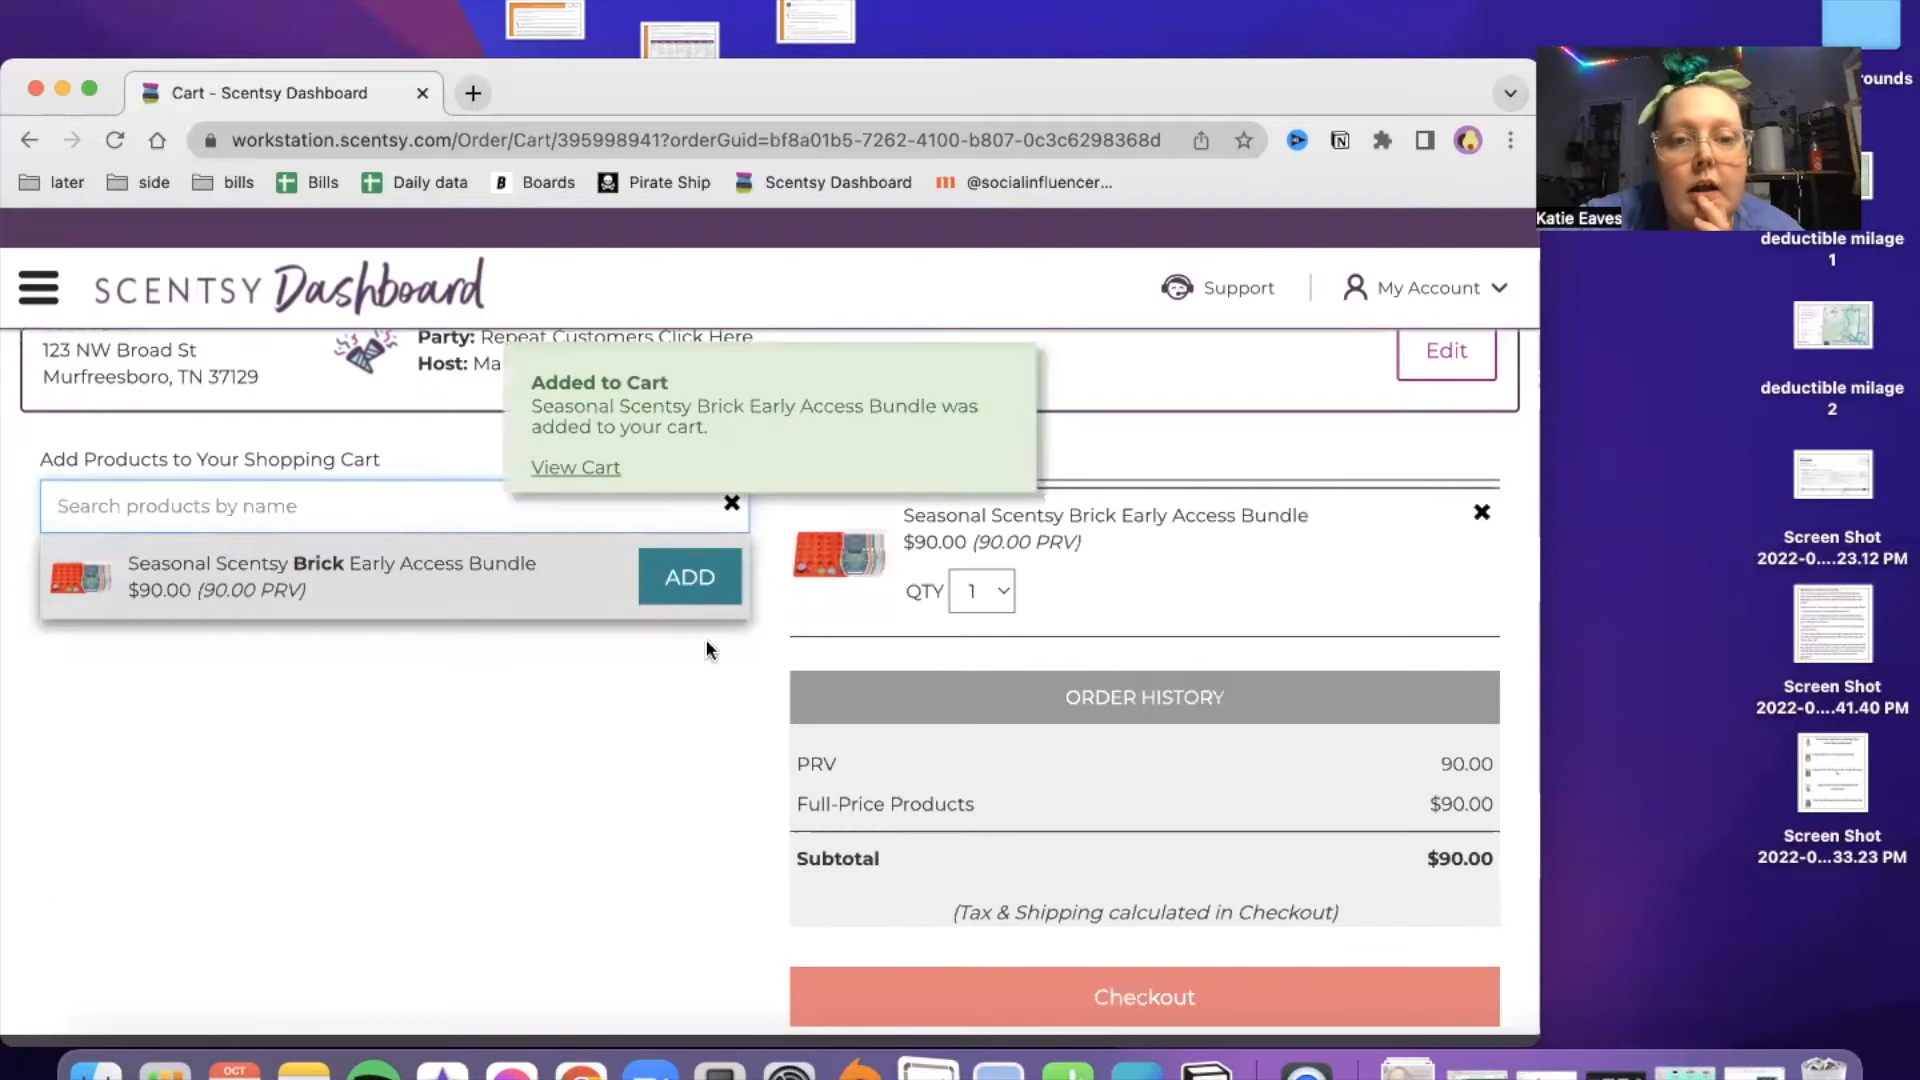 Cart - Scentsy Dashboard
workstation.scentsy.com/Order/Cart/395998941?orderGuid=bf8a01b5-7262-4100-b807-0c3c6298368d
later
side
bills
Bills
Daily data
Boards
Pirate Ship
Scentsy Dashboard
@socialinfluencer...
SCENTSY Dashboard
Support
My Account
123 NW Broad St
Murfreesboro, TN 37129
Party: Repeat Customers Click Here
Host: Ma
Edit
Added to Cart
Seasonal Scentsy Brick Early Access Bundle was
added to your cart.
View Cart
Add Products to Your Shopping Cart
Search products by name
Seasonal Scentsy Brick Early Access Bundle
$90.00 (90.00 PRV)
ADD
Seasonal Scentsy Brick Early Access Bundle
$90.00 (90.00 PRV)
QTY 1
ORDER HISTORY
PRV 90.00
Full-Price Products $90.00
Subtotal $90.00
(Tax & Shipping calculated in Checkout)
Checkout
Katie Eaves
ounds
deductible milage
1
deductible milage
2
Screen Shot
2022-0....23.12 PM
Screen Shot
2022-0....41.40 PM
Screen Shot
2022-0...33.23 PM
OCT